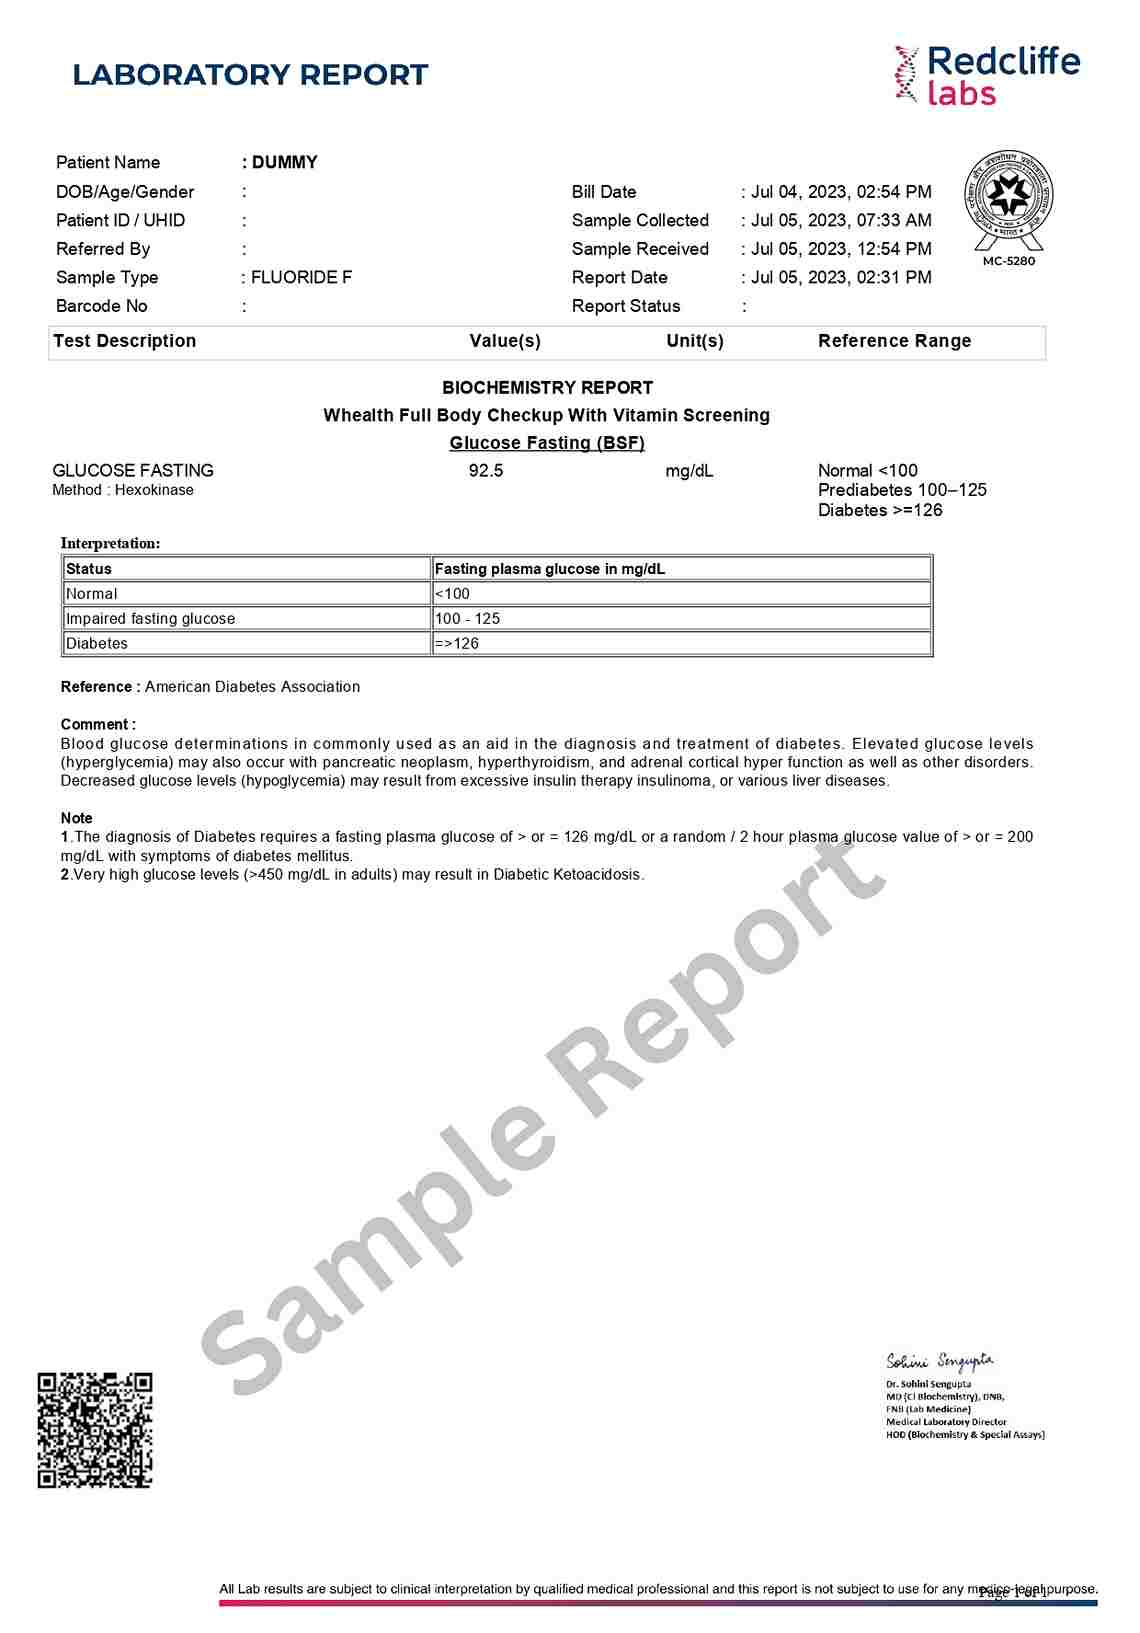 LABORATORY REPORT
Redcliffe
labs
Patient Name : DUMMY
DOB/Age/Gender : Bill Date : Jul 04, 2023, 02:54 PM
Patient ID / UHID : Sample Collected : Jul 05, 2023, 07:33 AM
Referred By : Sample Received : Jul 05, 2023, 12:54 PM
Sample Type : FLUORIDE F Report Date : Jul 05, 2023, 02:31 PM
Barcode No : Report Status :
MC-5280
Test Description Value(s) Unit(s) Reference Range
BIOCHEMISTRY REPORT
Whealth Full Body Checkup With Vitamin Screening
Glucose Fasting (BSF)
GLUCOSE FASTING 92.5 mg/dL Normal <100
Method : Hexokinase Prediabetes 100–125
Diabetes >=126
Interpretation:
Status Fasting plasma glucose in mg/dL
Normal <100
Impaired fasting glucose 100 - 125
Diabetes =>126
Reference : American Diabetes Association
Comment :
Blood glucose determinations in commonly used as an aid in the diagnosis and treatment of diabetes. Elevated glucose levels
(hyperglycemia) may also occur with pancreatic neoplasm, hyperthyroidism, and adrenal cortical hyper function as well as other disorders.
Decreased glucose levels (hypoglycemia) may result from excessive insulin therapy insulinoma, or various liver diseases.
Note
1.The diagnosis of Diabetes requires a fasting plasma glucose of > or = 126 mg/dL or a random / 2 hour plasma glucose value of > or = 200
mg/dL with symptoms of diabetes mellitus.
2.Very high glucose levels (>450 mg/dL in adults) may result in Diabetic Ketoacidosis.
Sample Report
Sohini Sengupta
Dr. Sohini Sengupta
MD (Cl Biochemistry), DNB,
FNB (Lab Medicine)
Medical Laboratory Director
HOD (Biochemistry & Special Assays)
All Lab results are subject to clinical interpretation by qualified medical professional and this report is not subject to use for any medico-legal purpose.
Page 1 of 1